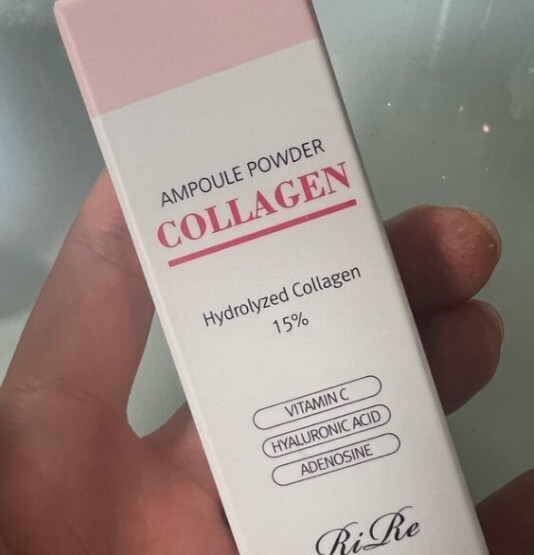 AMPOULE POWDER
COLLAGEN
Hydrolyzed Collagen
15%
VITAMIN C
HYALURONIC ACID
ADENOSINE
RiRe